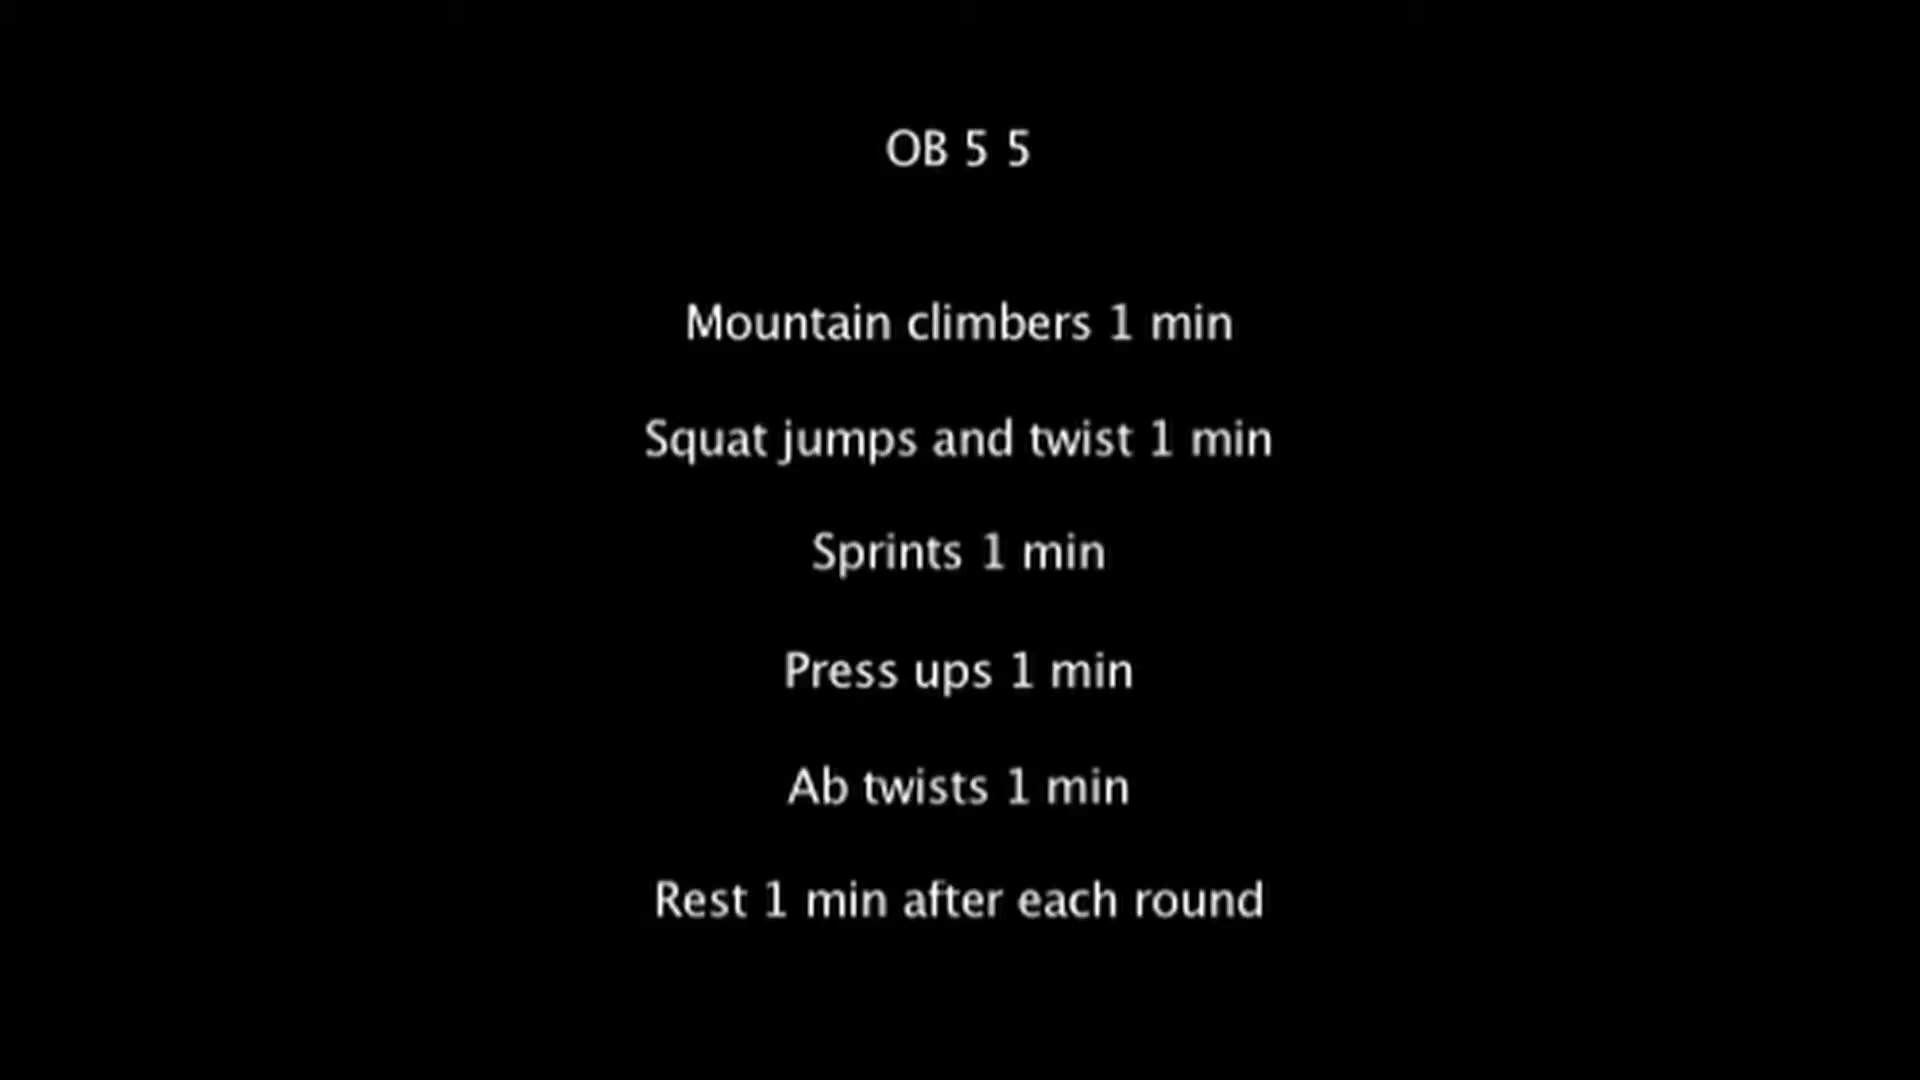 OB 5 5
Mountain climbers 1 min
Squat jumps and twist 1 min
Sprints 1 min
Press ups 1 min
Ab twists 1 min
Rest 1 min after each round